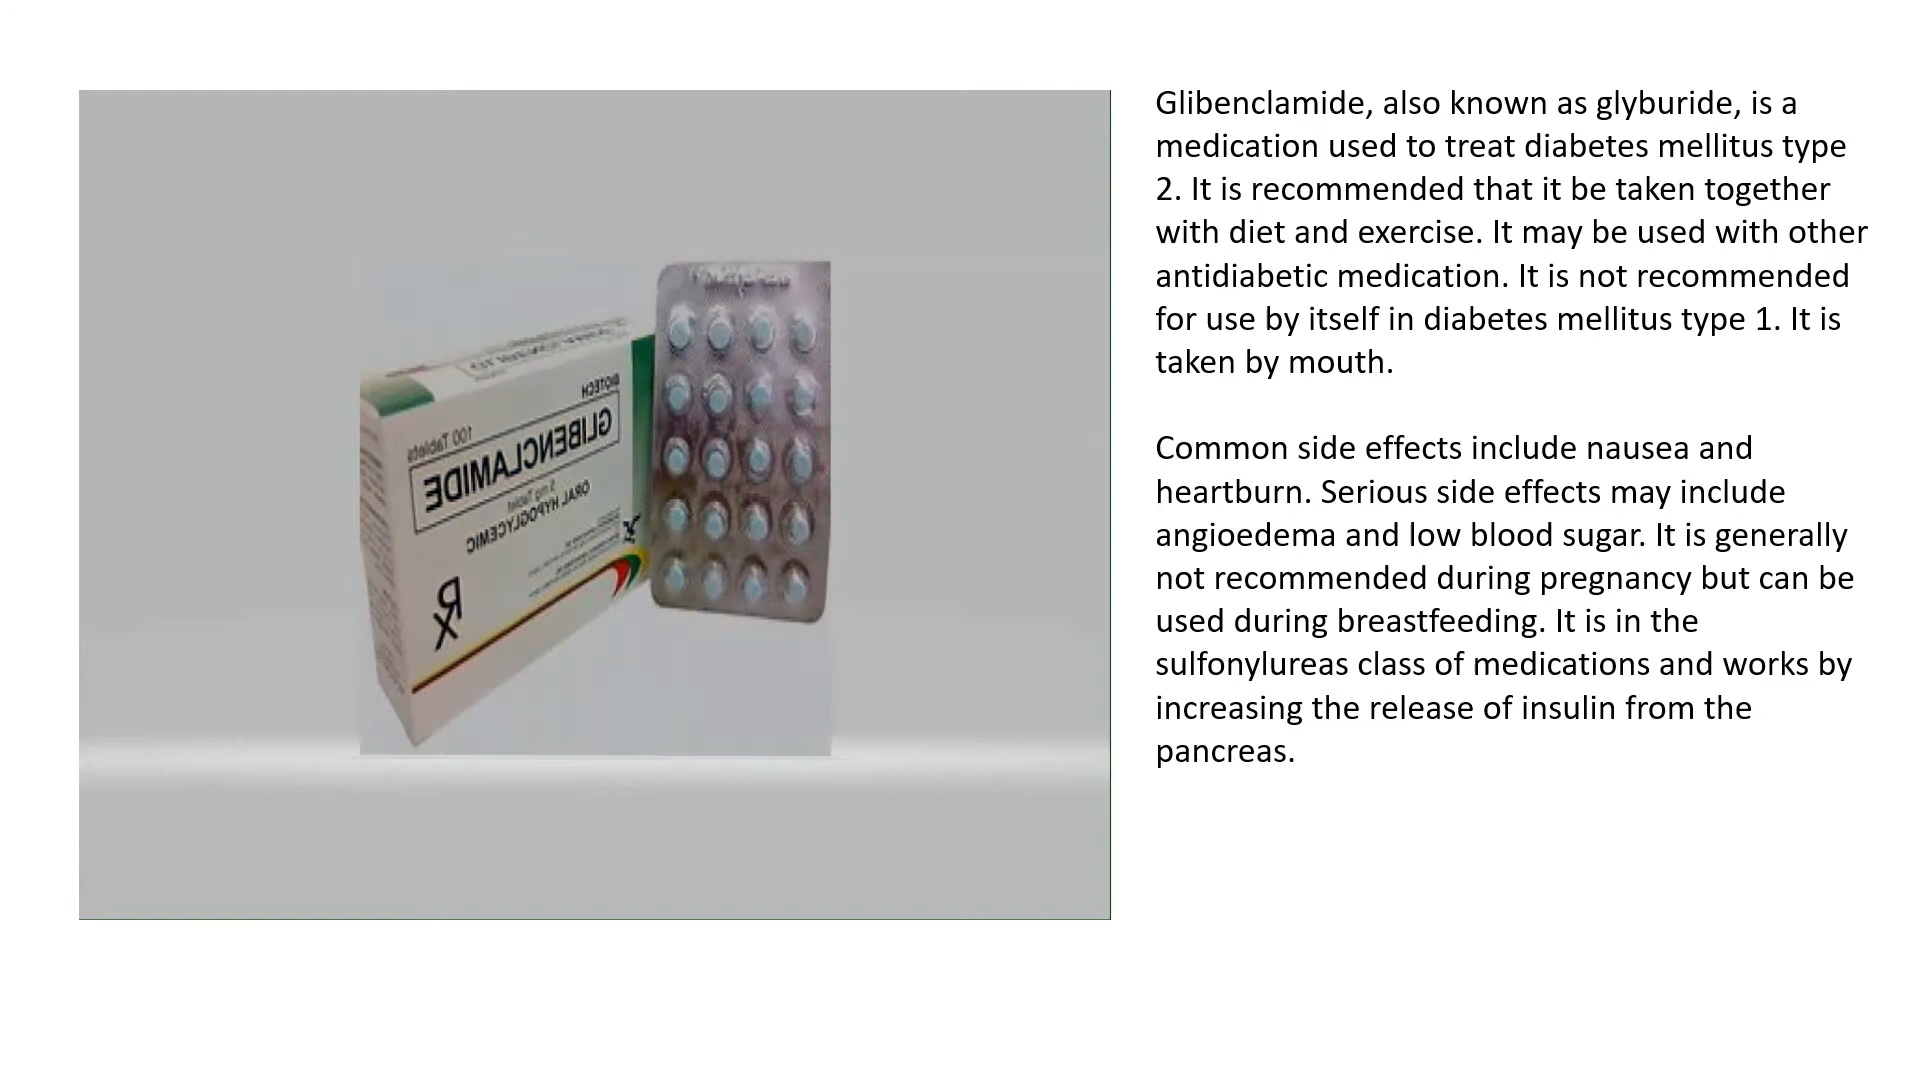 BIOTECH
100 Tablets
GLIBENCLAMIDE
5 mg Tablet
ORAL HYPOGLYCEMIC
Rx
Glibenclamide, also known as glyburide, is a
medication used to treat diabetes mellitus type
2. It is recommended that it be taken together
with diet and exercise. It may be used with other
antidiabetic medication. It is not recommended
for use by itself in diabetes mellitus type 1. It is
taken by mouth.
Common side effects include nausea and
heartburn. Serious side effects may include
angioedema and low blood sugar. It is generally
not recommended during pregnancy but can be
used during breastfeeding. It is in the
sulfonylureas class of medications and works by
increasing the release of insulin from the
pancreas.